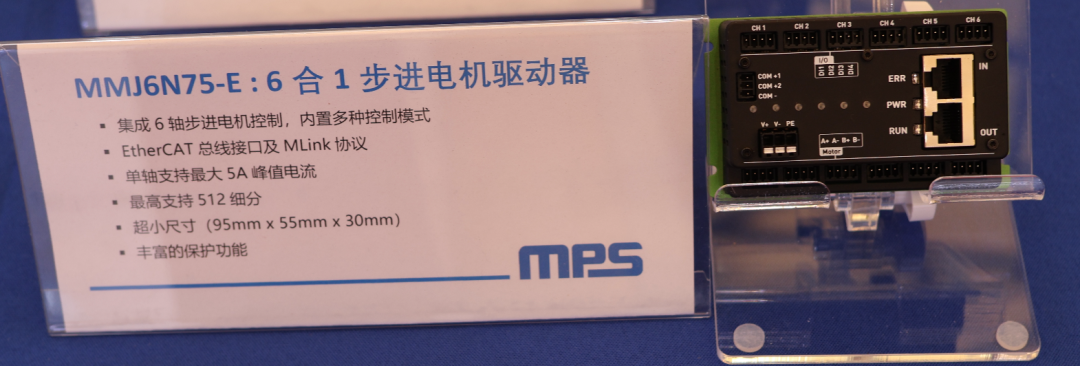 MMJ6N75-E : 6 合 1 步进电机驱动器
▪ 集成 6 轴步进电机控制，内置多种控制模式
▪ EtherCAT 总线接口及 MLink 协议
▪ 单轴支持最大 5A 峰值电流
▪ 最高支持 512 细分
▪ 超小尺寸（95mm x 55mm x 30mm）
▪ 丰富的保护功能
mps
CH 1 CH 2 CH 3 CH 4 CH 5 CH 6
I/O
DI1 DI2 DI3 DI4
IN
COM +1
COM +2
COM -
ERR
PWR
RUN
OUT
V+ V- PE
A+ A- B+ B-
Motor